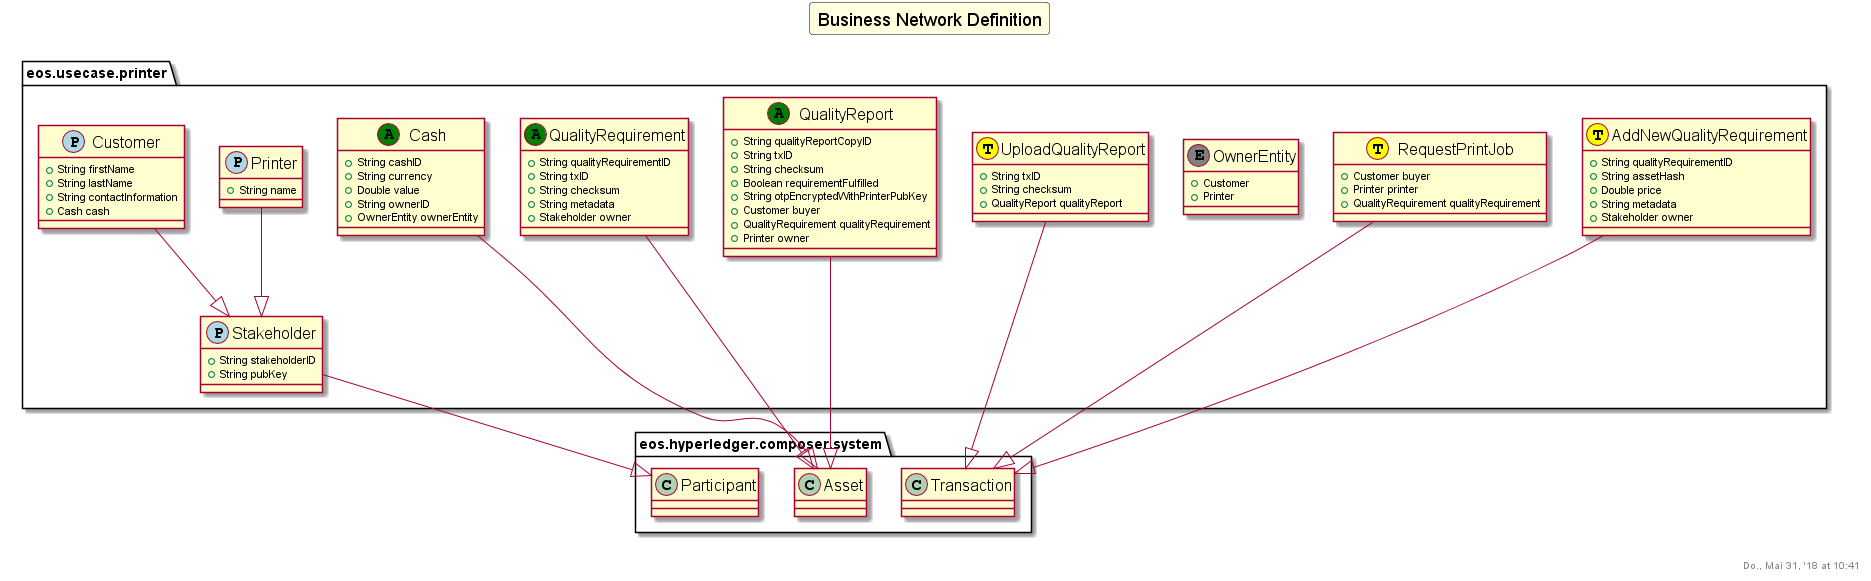 Business Network Definition
eos.usecase.printer
P Customer
String firstName
String lastName
String contactInformation
Cash cash
P Printer
String name
A Cash
String cashID
String currency
Double value
String ownerID
OwnerEntity ownerEntity
A QualityRequirement
String qualityRequirementID
String txID
String checksum
String metadata
Stakeholder owner
A QualityReport
String qualityReportCopyID
String txID
String checksum
Boolean requirementFulfilled
String otpEncryptedWithPrinterPubKey
Customer buyer
QualityRequirement qualityRequirement
Printer owner
T UploadQualityReport
String txID
String checksum
QualityReport qualityReport
E OwnerEntity
Customer
Printer
T RequestPrintJob
Customer buyer
Printer printer
QualityRequirement qualityRequirement
T AddNewQualityRequirement
String qualityRequirementID
String assetHash
Double price
String metadata
Stakeholder owner
P Stakeholder
String stakeholderID
String pubKey
eos.hyperledger.composer.system
C Participant
C Asset
C Transaction
Do., Mai 31, '18 at 10:41